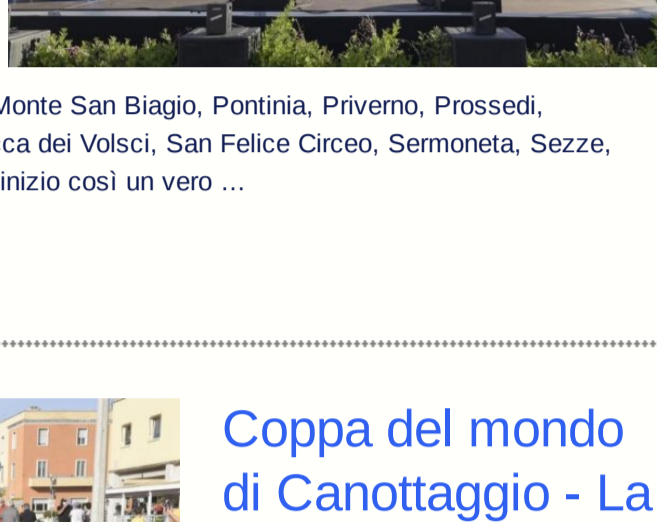 Monte San Biagio, Pontinia, Priverno, Prossedi,
dei Volsci, San Felice Circeo, Sermoneta, Sezze,
inizio così un vero ...
Coppa del mondo
di Canottaggio - La